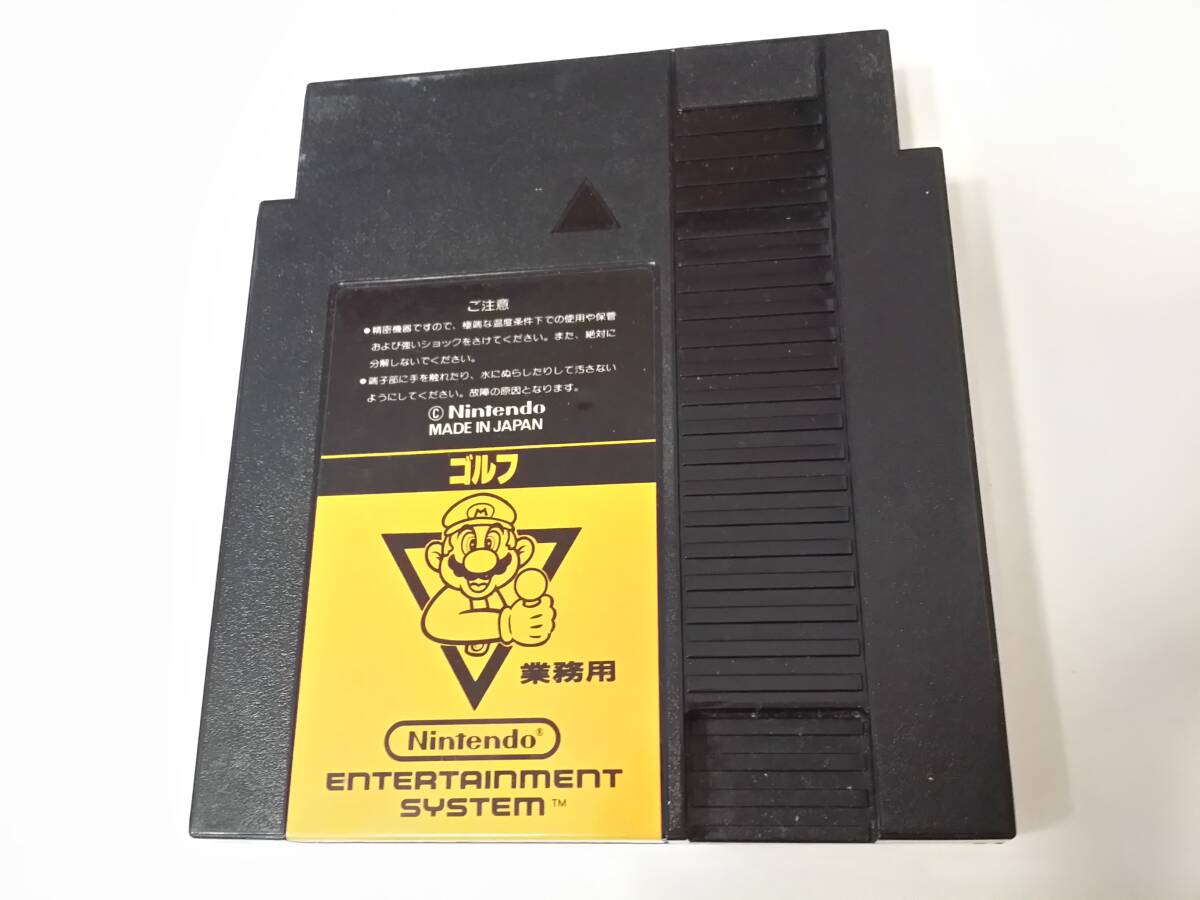 ご注意
●精密機器ですので、極端な温度条件下での使用や保管
および強いショックをさけてください。また、絶対に
分解しないでください。
●端子部に手を触れたり、水にぬらしたりして汚さない
ようにしてください。故障の原因となります。
© Nintendo
MADE IN JAPAN
ゴルフ
M
業務用
Nintendo®
ENTERTAINMENT
SYSTEM™